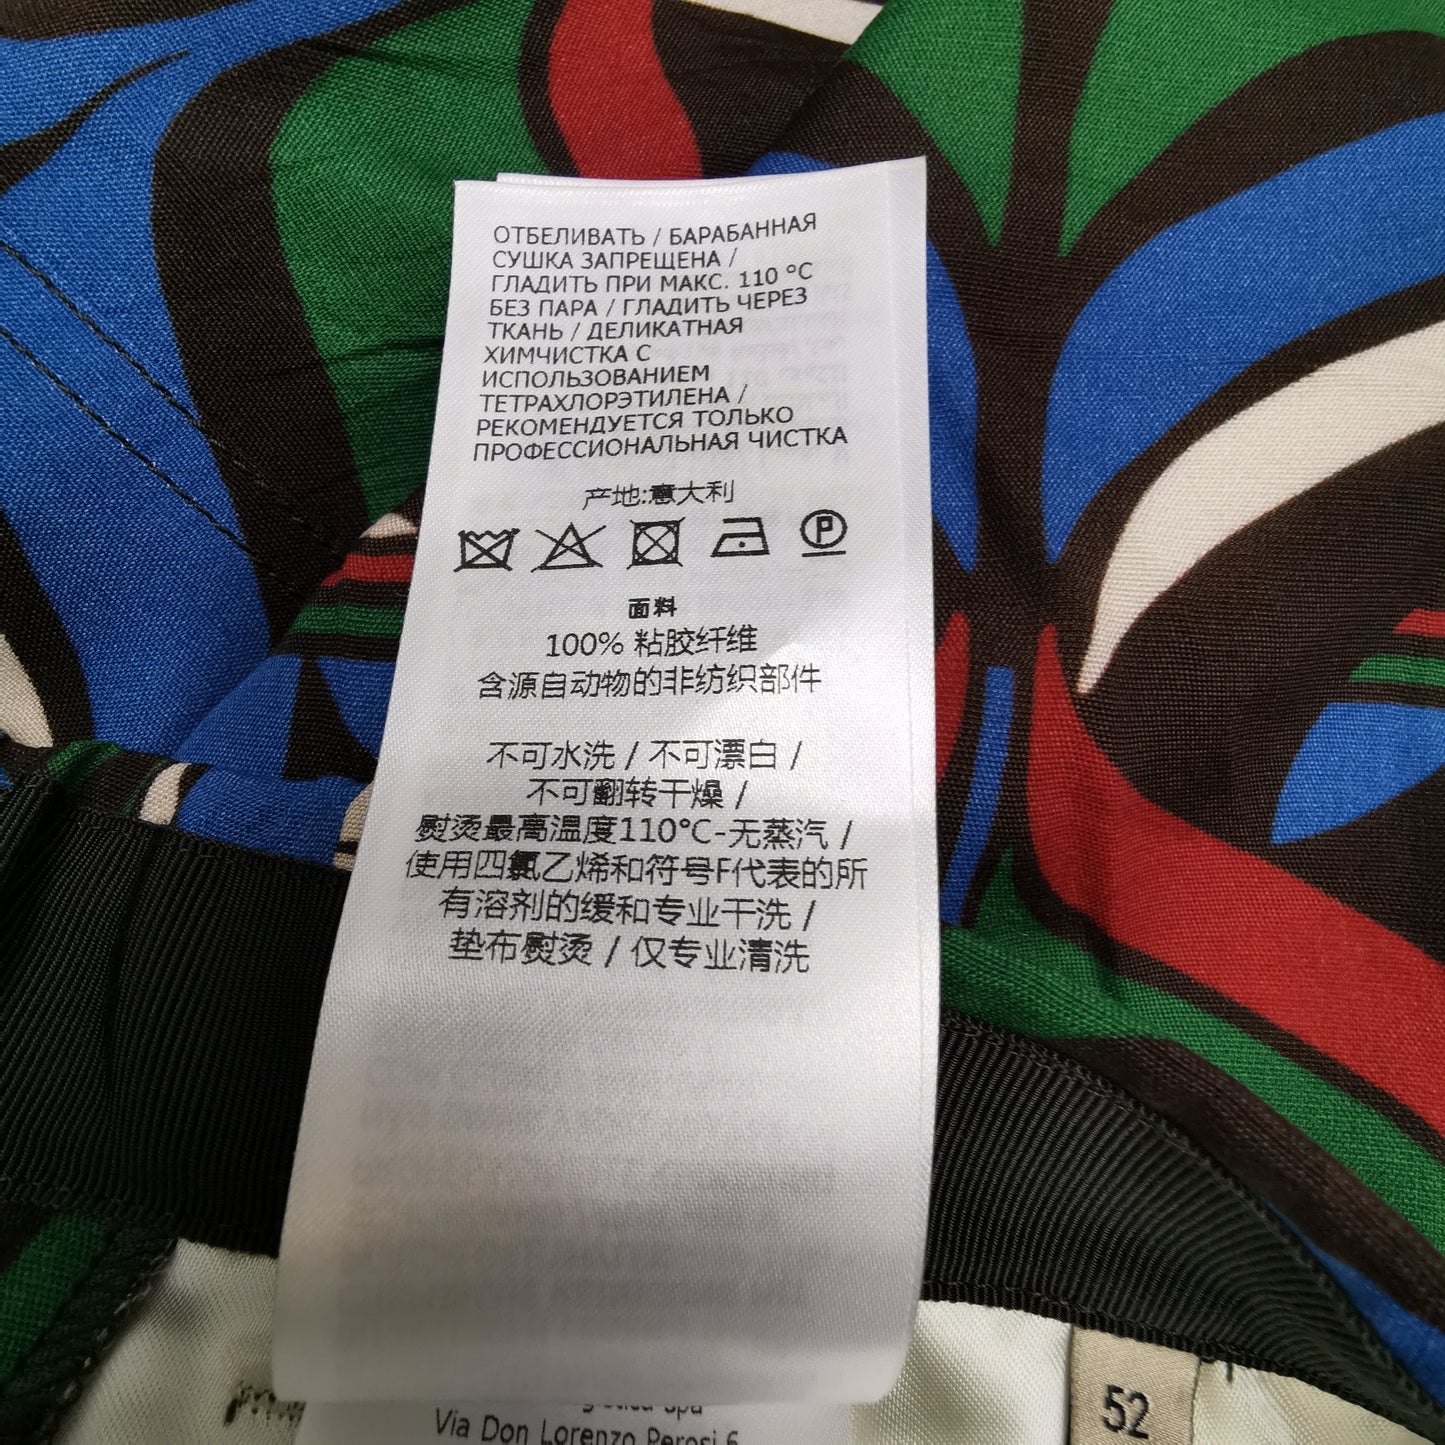 ОТБЕЛИВАТЬ / БАРАБАННАЯ
СУШКА ЗАПРЕЩЕНА /
ГЛАДИТЬ ПРИ МАКС. 110 °C
БЕЗ ПАРА / ГЛАДИТЬ ЧЕРЕЗ
ТКАНЬ / ДЕЛИКАТНАЯ
ХИМЧИСТКА С
ИСПОЛЬЗОВАНИЕМ
ТЕТРАХЛОРЭТИЛЕНА /
РЕКОМЕНДУЕТСЯ ТОЛЬКО
ПРОФЕССИОНАЛЬНАЯ ЧИСТКА
产地:意大利
P
面料
100% 粘胶纤维
含源自动物的非纺织部件
不可水洗 / 不可漂白 /
不可翻转干燥 /
熨烫最高温度110°C-无蒸汽 /
使用四氯乙烯和符号F代表的所
有溶剂的缓和专业干洗 /
垫布熨烫 / 仅专业清洗
Via Don Lorenzo Perosi 6
52